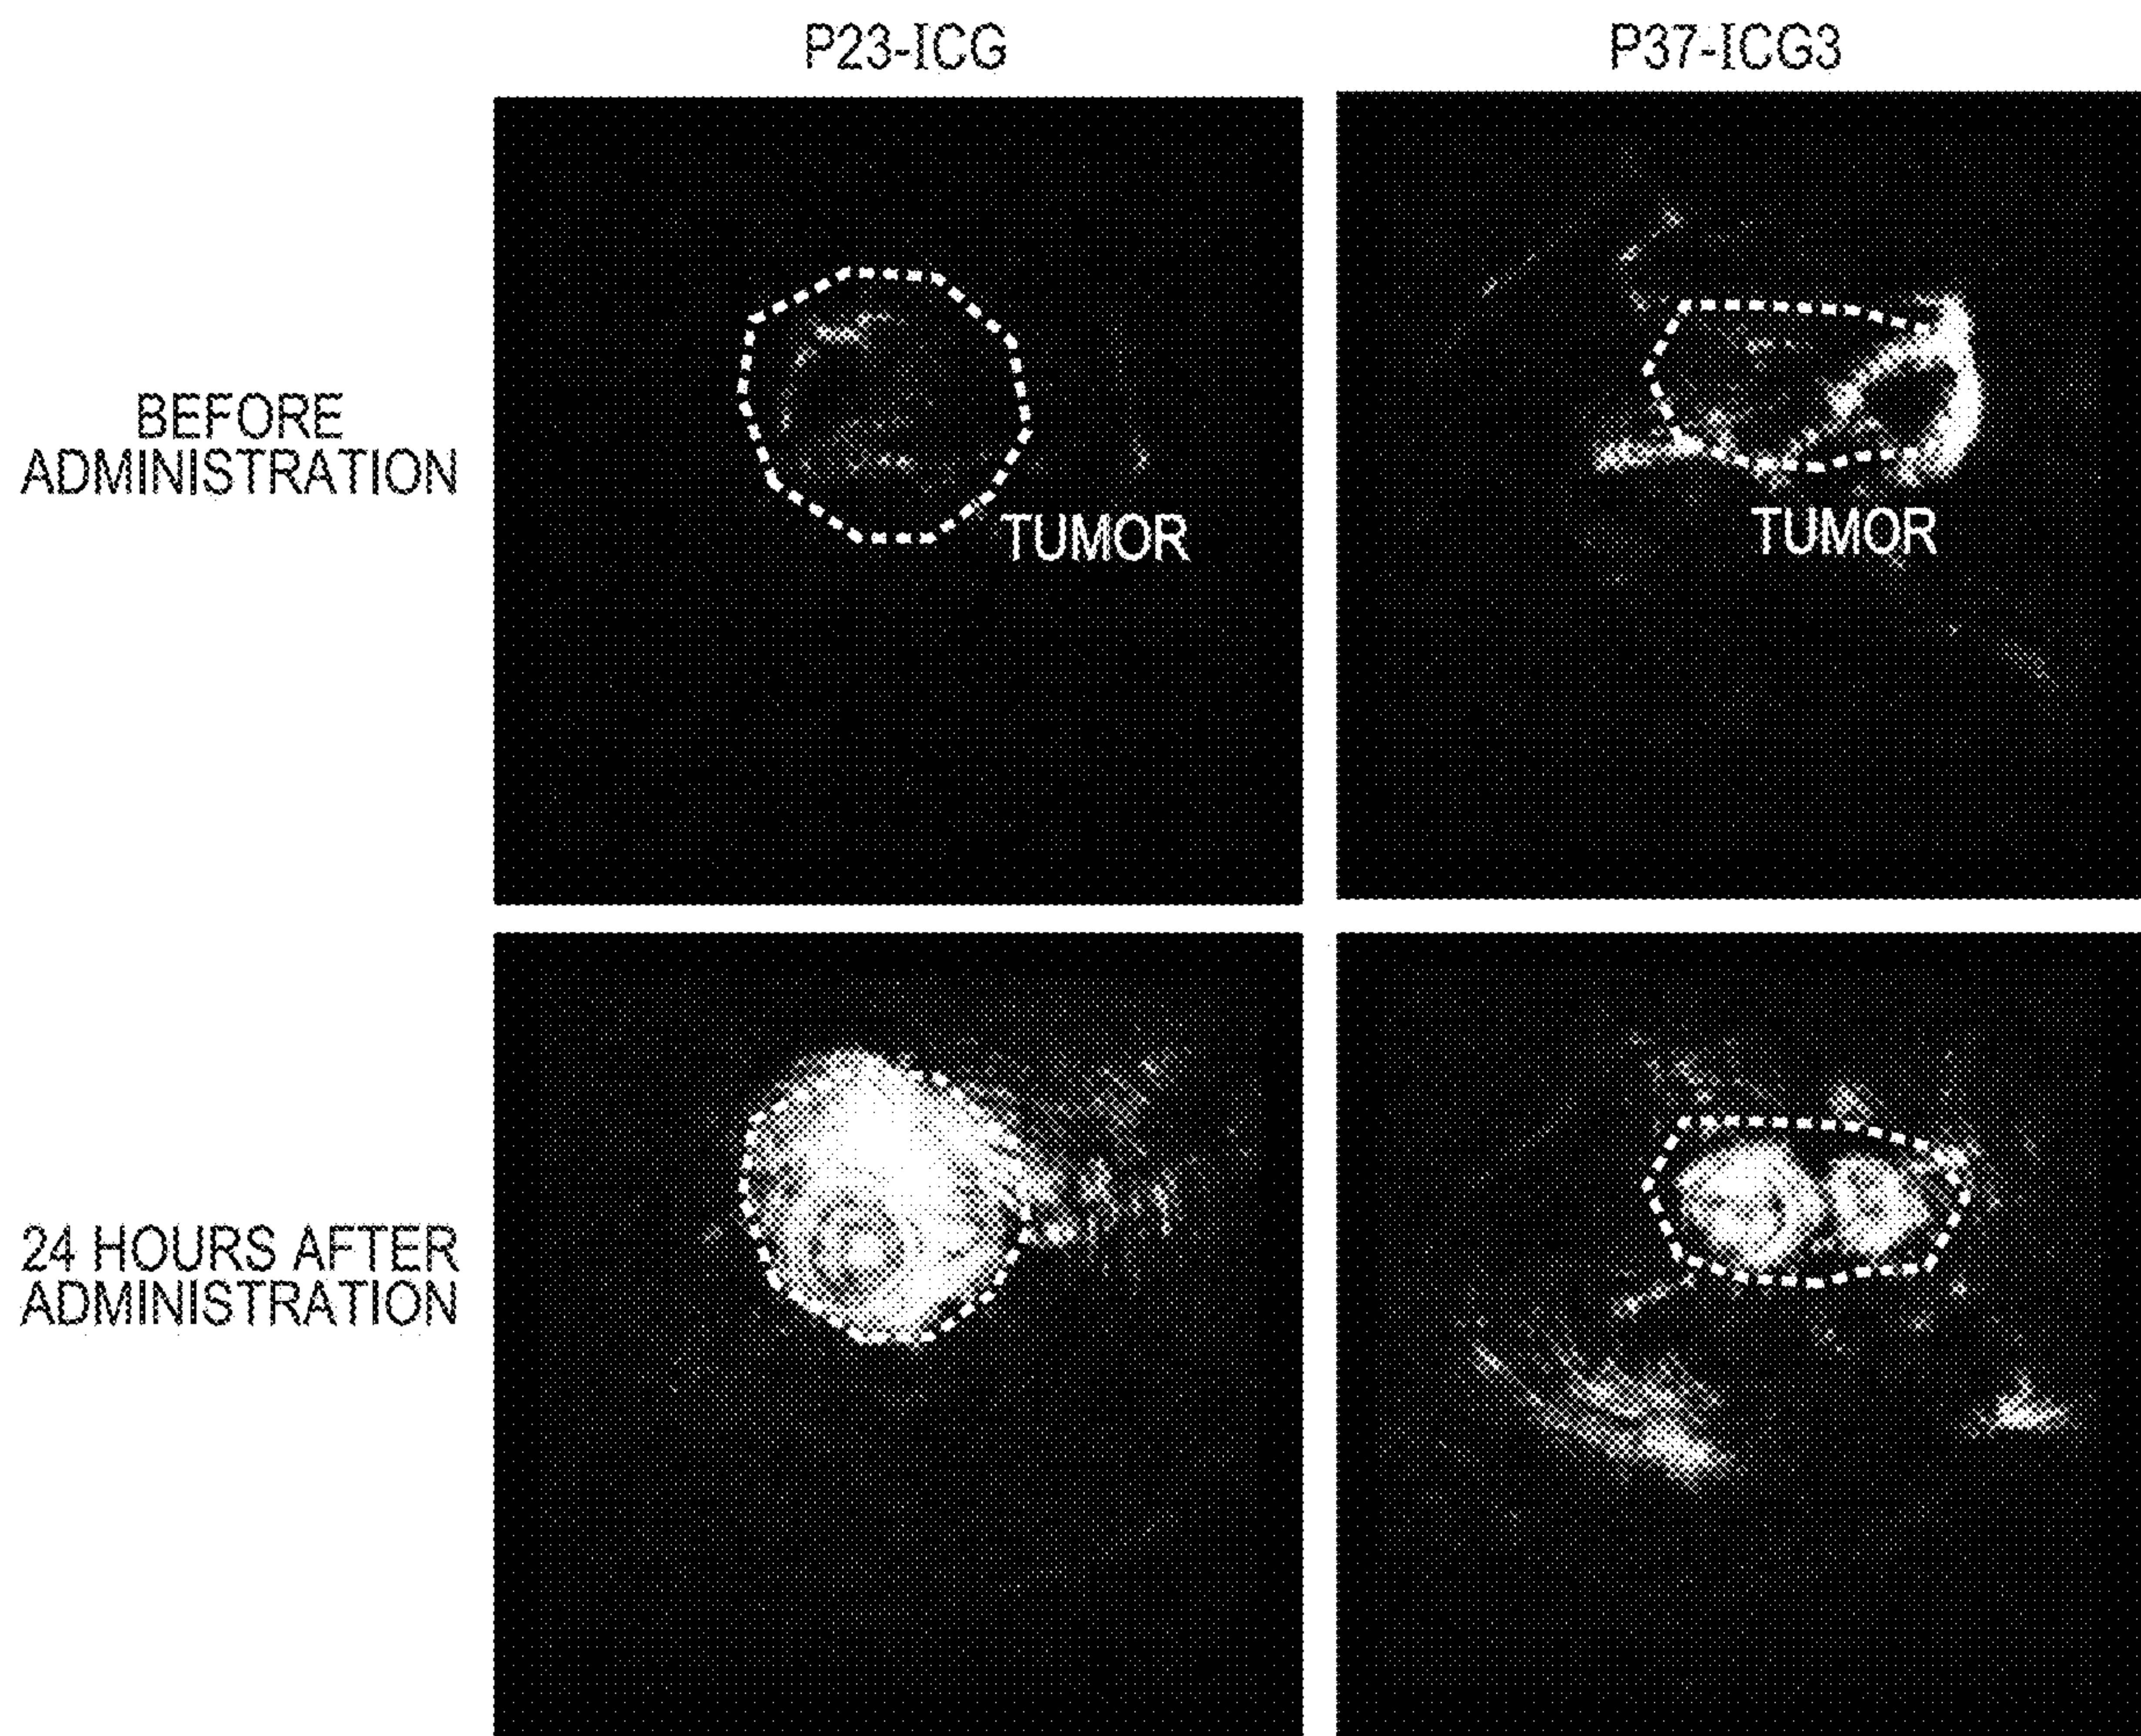 P23-ICG
P37-ICG3
BEFORE
ADMINISTRATION
TUMOR
TUMOR
24 HOURS AFTER
ADMINISTRATION